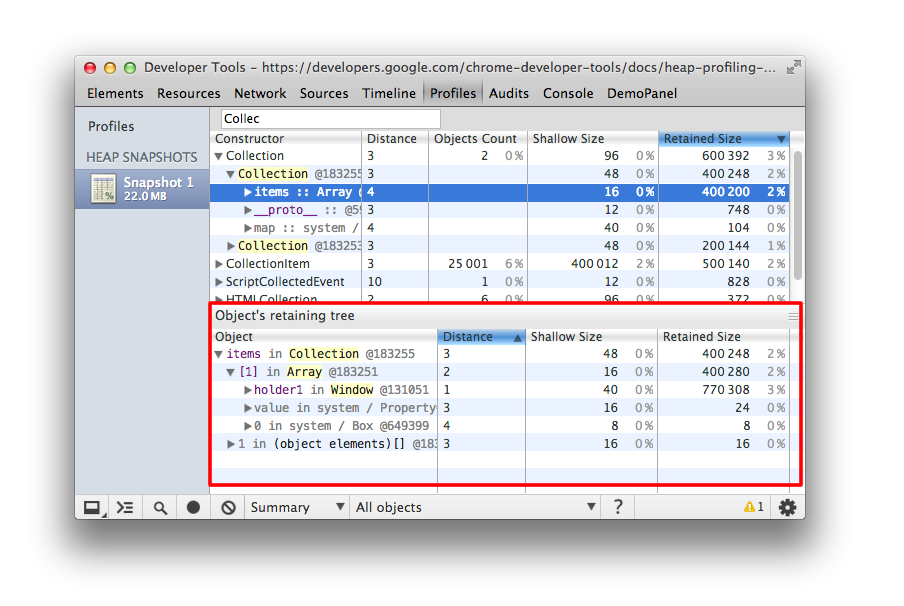 Developer Tools – https://developers.google.com/chrome-developer-tools/docs/heap-profiling-...
Elements Resources Network Sources Timeline Profiles Audits Console DemoPanel
Profiles
HEAP SNAPSHOTS
Snapshot 1
22.0 MB
Collec
Constructor Distance Objects Count Shallow Size Retained Size ▼
▼Collection 3 2 0% 96 0% 600 392 3%
▼Collection @183255 3 48 0% 400 248 2%
▶items :: Array @ 4 16 0% 400 200 2%
▶__proto__ :: @59 3 12 0% 748 0%
▶map :: system / 4 40 0% 104 0%
▶Collection @183253 3 48 0% 200 144 1%
▶CollectionItem 3 25 001 6% 400 012 2% 500 140 2%
▶ScriptCollectedEvent 10 1 0% 12 0% 828 0%
▶HTMLCollection 2 6 0% 96 0% 372 0%
Object's retaining tree
Object Distance ▲ Shallow Size Retained Size
▼items in Collection @183255 3 48 0% 400 248 2%
▼[1] in Array @183251 2 16 0% 400 280 2%
▶holder1 in Window @131051 1 40 0% 770 308 3%
▶value in system / Property 3 16 0% 24 0%
▶0 in system / Box @649399 4 8 0% 8 0%
▶1 in (object elements)[] @183 3 16 0% 16 0%
Summary ▼ All objects ▼ ? 1